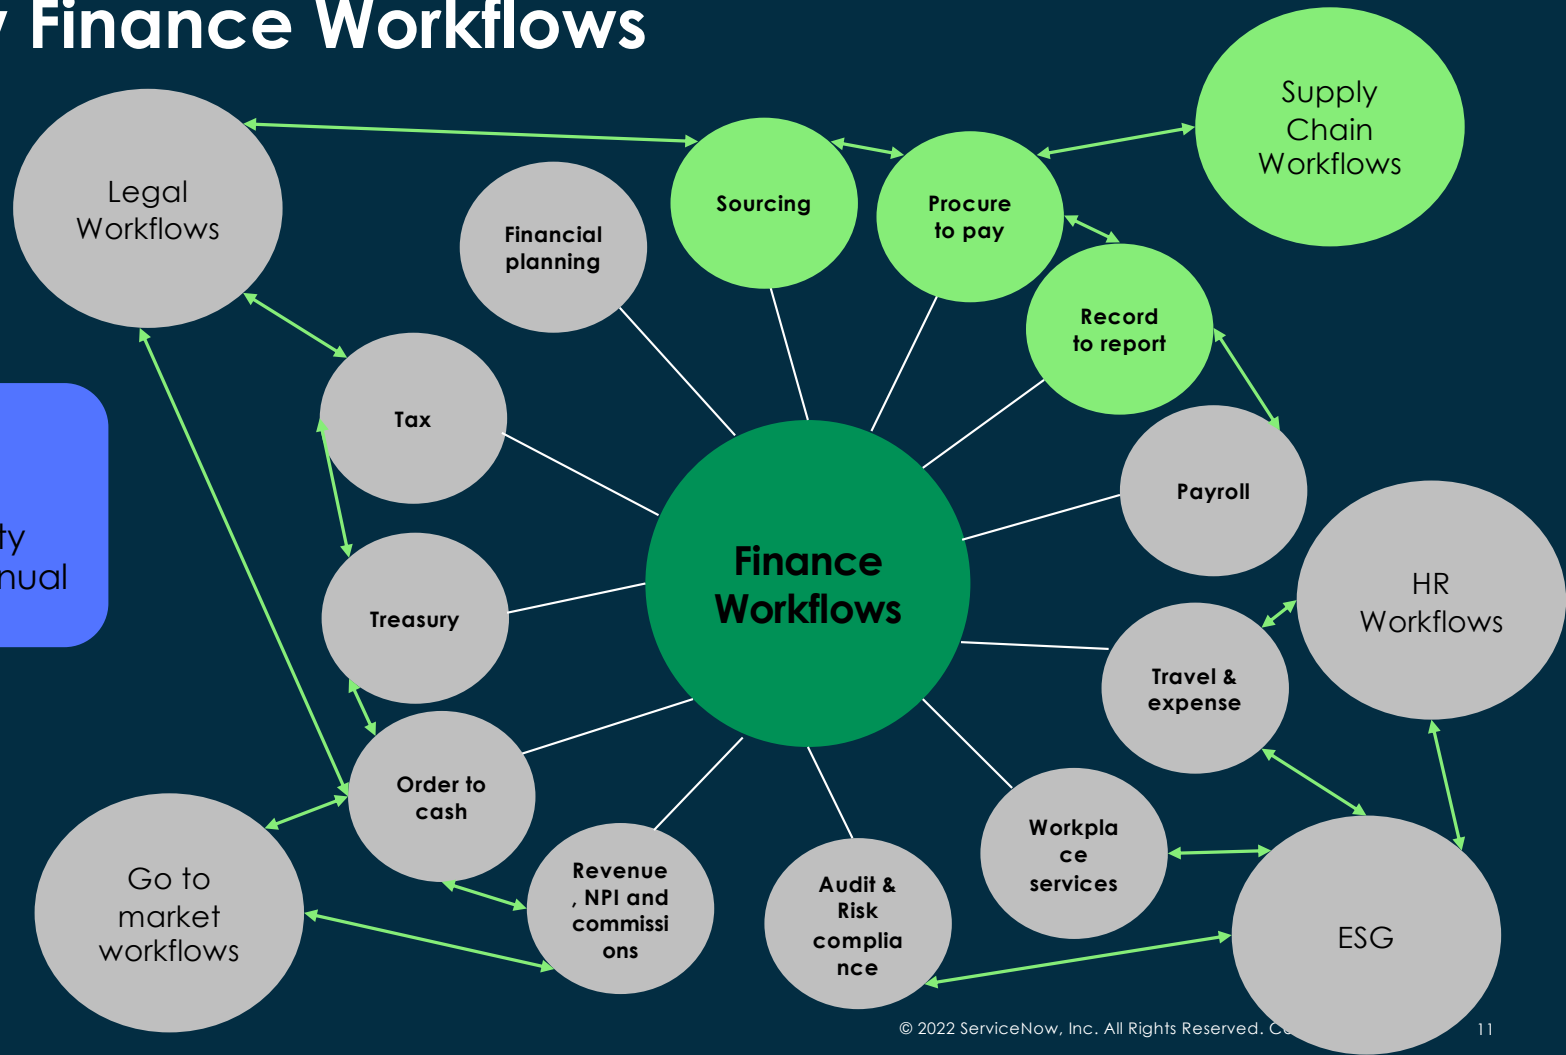 Finance Workflows
Supply
Chain
Workflows
Legal
Workflows
Sourcing
Procure
to pay
Financial
planning
Record
to report
Tax
Payroll
ty
nual
Finance
Workflows
HR
Workflows
Treasury
Travel &
expense
Order to
cash
Workpla
ce
services
Revenue
, NPI and
commissi
ons
Audit &
Risk
complia
nce
Go to
market
workflows
ESG
© 2022 ServiceNow, Inc. All Rights Reserved.
11